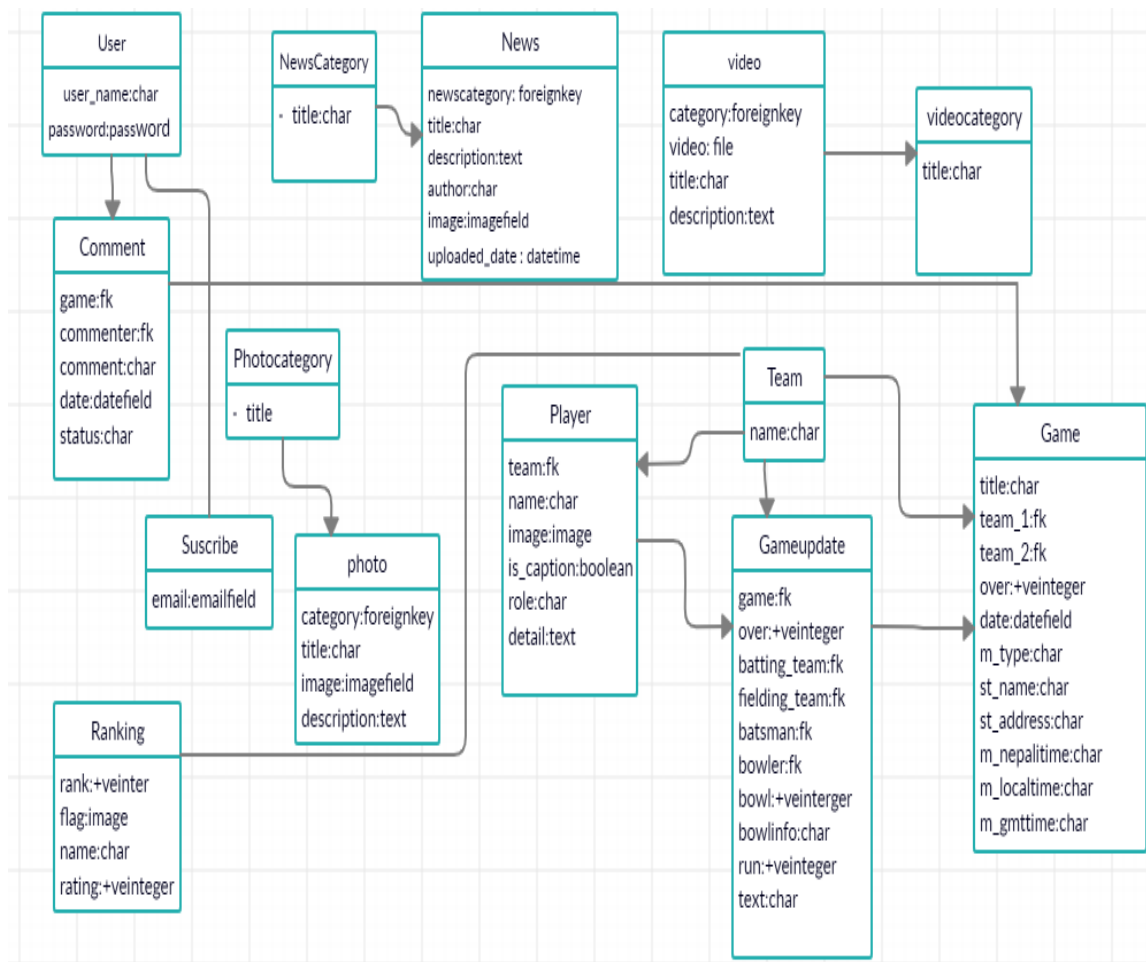 User
user_name:char
password:password
NewsCategory
title:char
News
newscategory: foreignkey
title:char
description:text
author:char
image:imagefield
uploaded_date : datetime
video
category:foreignkey
video: file
title:char
description:text
videocategory
title:char
Comment
game:fk
commenter:fk
comment:char
date:datefield
status:char
Photocategory
title
Suscribe
email:emailfield
photo
category:foreignkey
title:char
image:imagefield
description:text
Player
team:fk
name:char
image:image
is_caption:boolean
role:char
detail:text
Team
name:char
Gameupdate
game:fk
over:+veinteger
batting_team:fk
fielding_team:fk
batsman:fk
bowler:fk
bowl:+veinterger
bowlinfo:char
run:+veinteger
text:char
Game
title:char
team_1:fk
team_2:fk
over:+veinteger
date:datefield
m_type:char
st_name:char
st_address:char
m_nepalitime:char
m_localtime:char
m_gmttime:char
Ranking
rank:+veinter
flag:image
name:char
rating:+veinteger